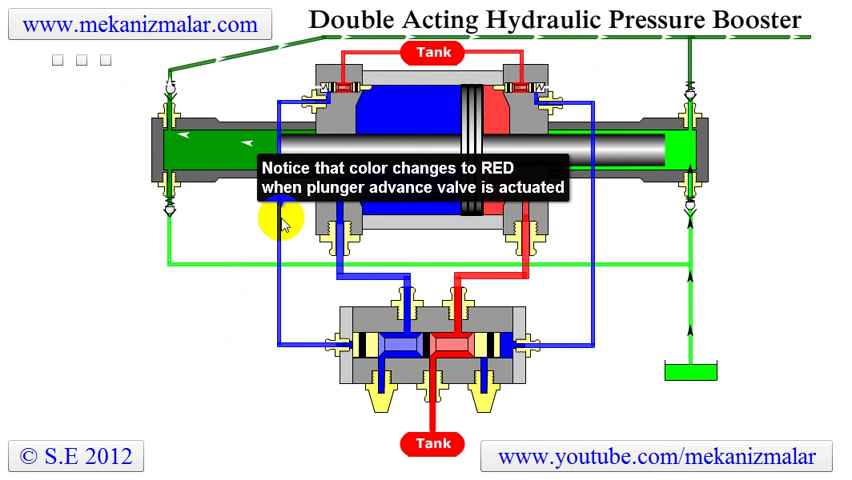 www.mekanizmalar.com
Double Acting Hydraulic Pressure Booster
Tank
Notice that color changes to RED
when plunger advance valve is actuated
Tank
© S.E 2012
www.youtube.com/mekanizmalar